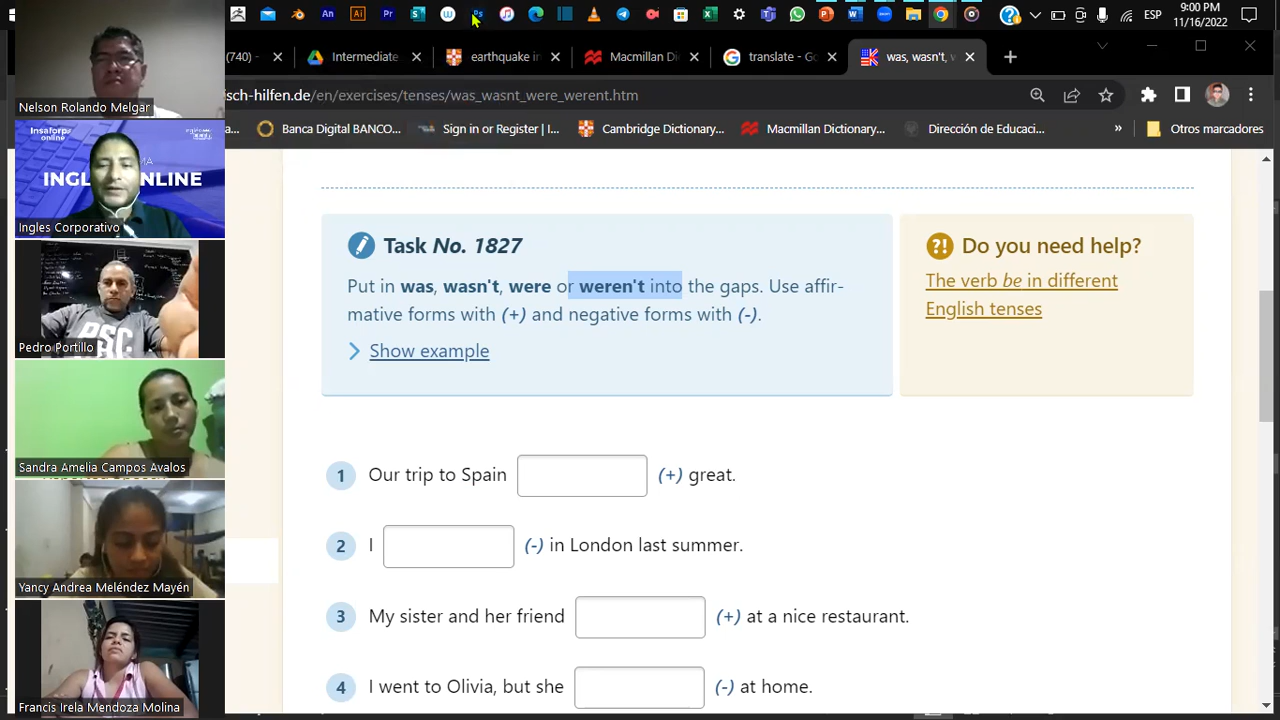 9:00 PM
ESP
11/16/2022
(740) -
Intermediate
earthquake in
Macmillan Di
translate - Go
was, wasn't, w
sch-hilfen.de/en/exercises/tenses/was_wasnt_were_werent.htm
Banca Digital BANCO...
Sign in or Register | I...
Cambridge Dictionary...
Macmillan Dictionary...
Dirección de Educaci...
»
Otros marcadores
Nelson Rolando Melgar
Insaforp
online
INGL
NLINE
Ingles Corporativo
Pedro Portillo
Sandra Amelia Campos Avalos
Yancy Andrea Meléndez Mayén
Francis Irela Mendoza Molina
Task No. 1827
Put in was, wasn't, were or weren't into the gaps. Use affir-
mative forms with (+) and negative forms with (-).
Show example
Do you need help?
The verb be in different
English tenses
1 Our trip to Spain (+) great.
2 I (-) in London last summer.
3 My sister and her friend (+) at a nice restaurant.
4 I went to Olivia, but she (-) at home.